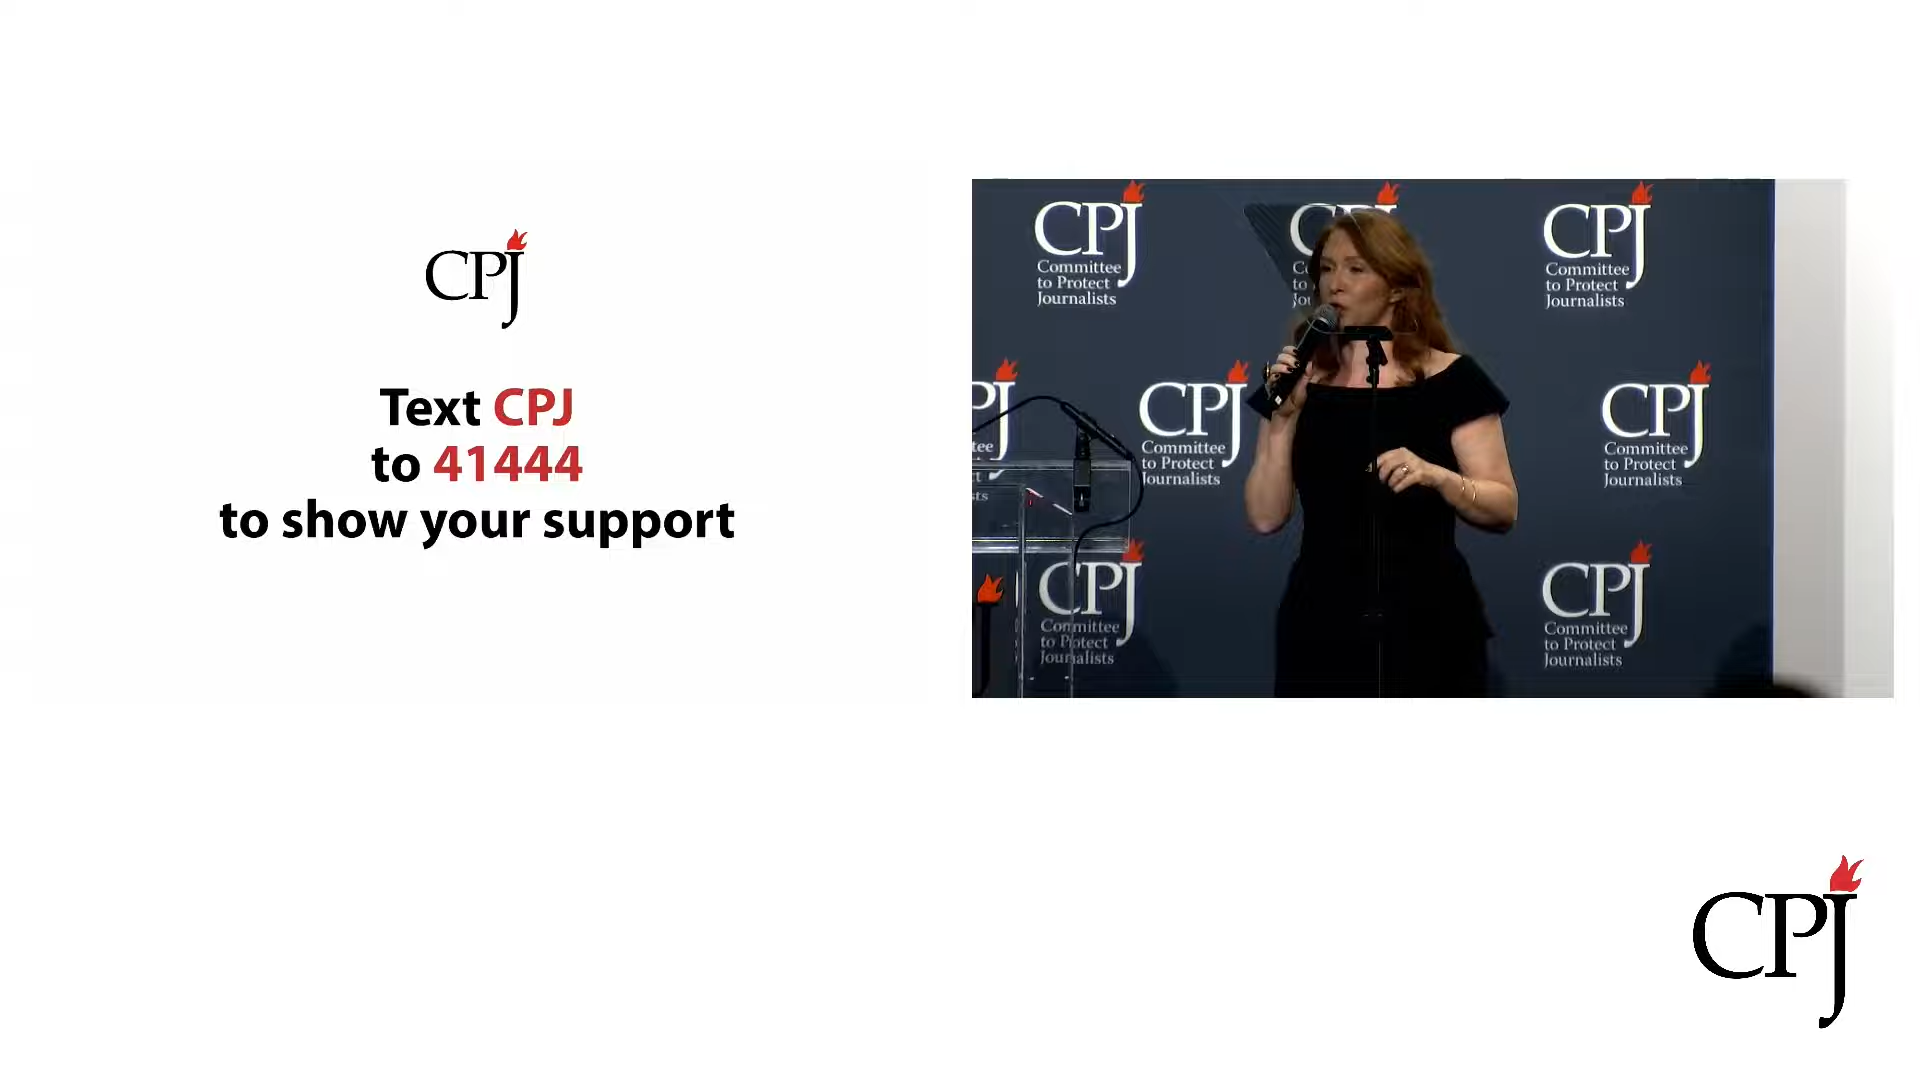 CPJ
Text CPJ
to 41444
to show your support
CPJ
Committee
to Protect
Journalists
CPJ
CPJ
Committee
to Protect
Journalists
CPJ
Committee
to Protect
Journalists
CPJ
Committee
to Protect
Journalists
CPJ
Committee
to Protect
Journalists
CPJ
Committee
to Protect
Journalists
CPJ